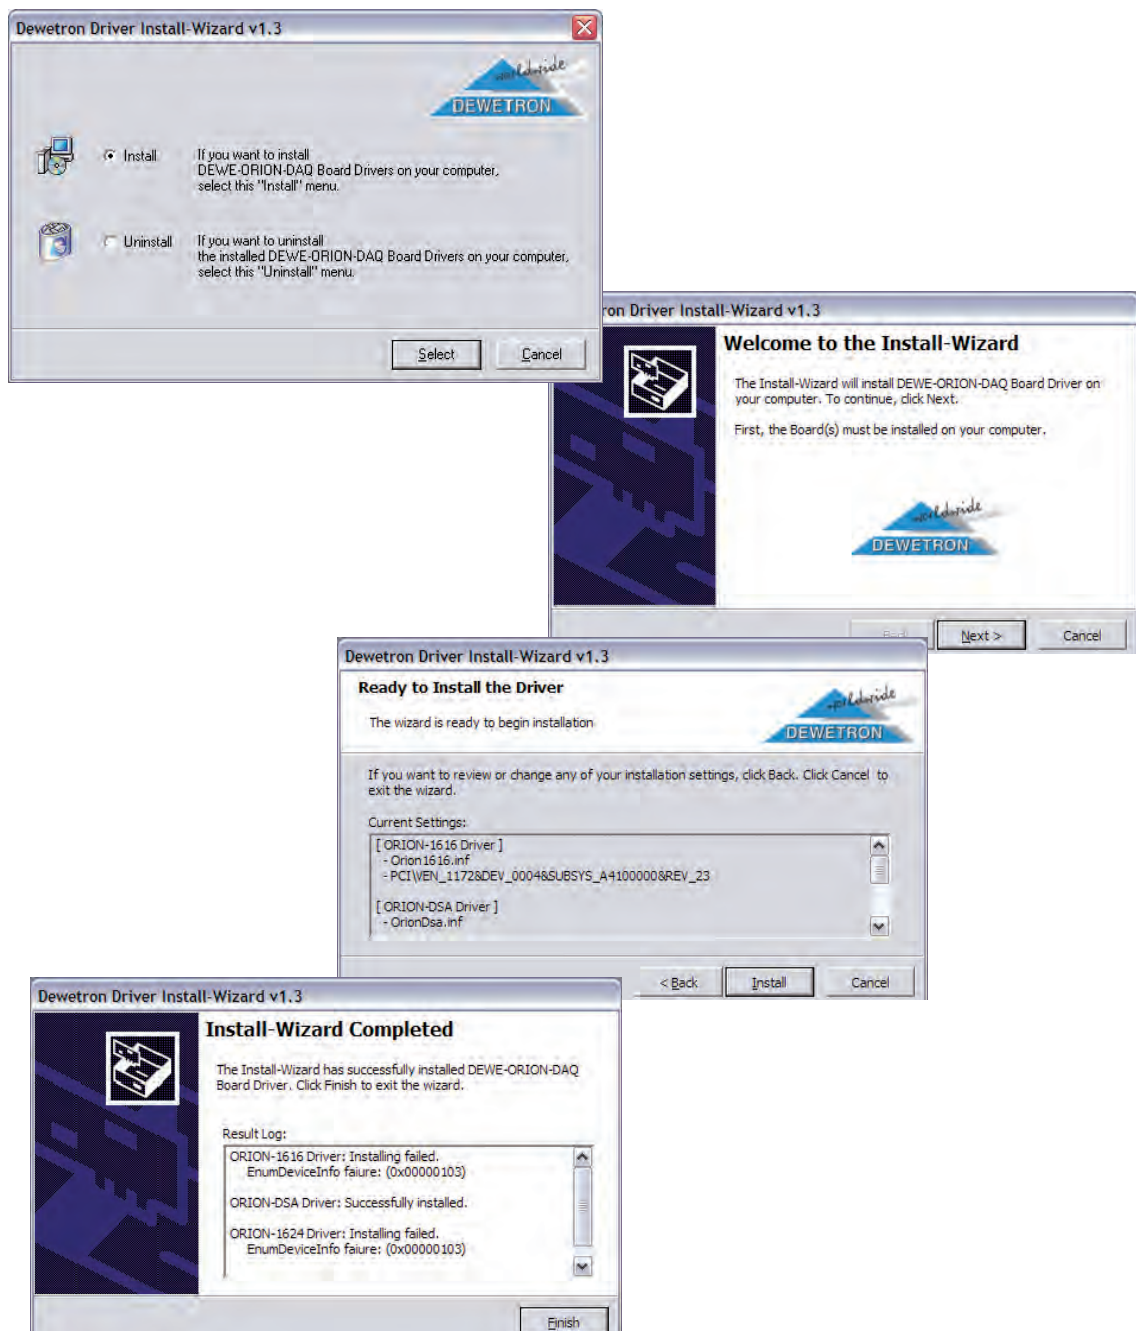 Dewetron Driver Install-Wizard v1.3
worldwide
DEWETRON
Install
If you want to install
DEWE-ORION-DAQ Board Drivers on your computer,
select this "Install" menu.
Uninstall
If you want to uninstall
the installed DEWE-ORION-DAQ Board Drivers on your computer,
select this "Uninstall" menu.
Select
Cancel
ron Driver Install-Wizard v1.3
Welcome to the Install-Wizard
The Install-Wizard will install DEWE-ORION-DAQ Board Driver on
your computer. To continue, click Next.
First, the Board(s) must be installed on your computer.
worldwide
DEWETRON
Next >
Cancel
Dewetron Driver Install-Wizard v1.3
Ready to Install the Driver
The wizard is ready to begin installation
worldwide
DEWETRON
If you want to review or change any of your installation settings, click Back. Click Cancel to
exit the wizard.
Current Settings:
[ ORION-1616 Driver ]
- Orion1616.inf
- PCI\VEN_1172&DEV_0004&SUBSYS_A4100000&REV_23
[ ORION-DSA Driver ]
- OrionDsa.inf
< Back
Install
Cancel
Dewetron Driver Install-Wizard v1.3
Install-Wizard Completed
The Install-Wizard has successfully installed DEWE-ORION-DAQ
Board Driver. Click Finish to exit the wizard.
Result Log:
ORION-1616 Driver: Installing failed.
EnumDeviceInfo faiure: (0x00000103)
ORION-DSA Driver: Successfully installed.
ORION-1624 Driver: Installing failed.
EnumDeviceInfo faiure: (0x00000103)
Finish